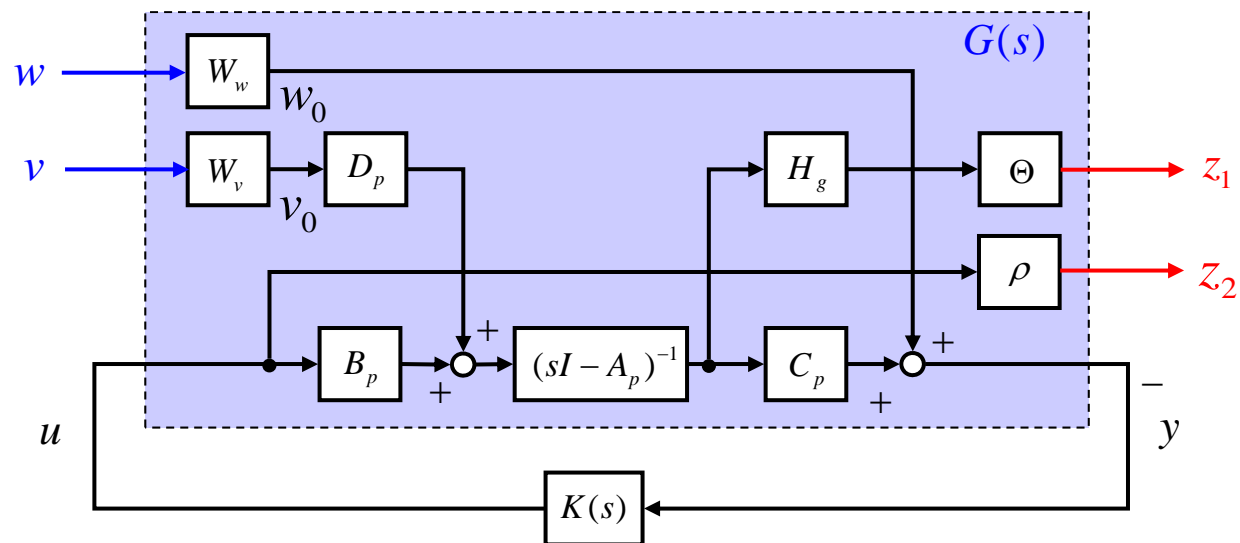 G(s)
w
W_w
w_0
v
W_v
v_0
D_p
H_g
Θ
z_1
ρ
z_2
+
B_p
+
(sI − A_p)^{−1}
C_p
+
+
−
u
y
K(s)